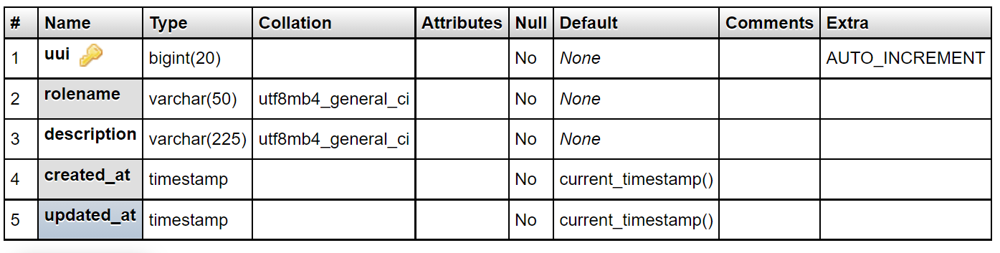 # Name Type Collation Attributes Null Default Comments Extra
1 uui bigint(20) No None AUTO_INCREMENT
2 rolename varchar(50) utf8mb4_general_ci No None
3 description varchar(225) utf8mb4_general_ci No None
4 created_at timestamp No current_timestamp()
5 updated_at timestamp No current_timestamp()